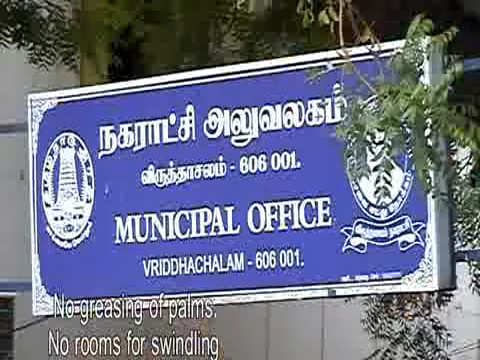 நகராட்சி அலுவலகம்
விருத்தாசலம் - 606 001.
MUNICIPAL OFFICE
VRIDDHACHALAM - 606 001.
No greasing of palms.
No rooms for swindling